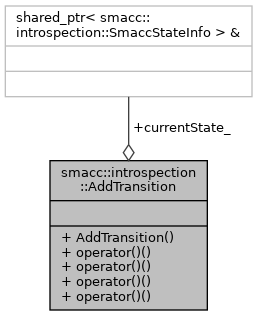 shared_ptr< smacc::
introspection::SmaccStateInfo > &
+currentState_
smacc::introspection
::AddTransition
+ AddTransition()
+ operator()()
+ operator()()
+ operator()()
+ operator()()